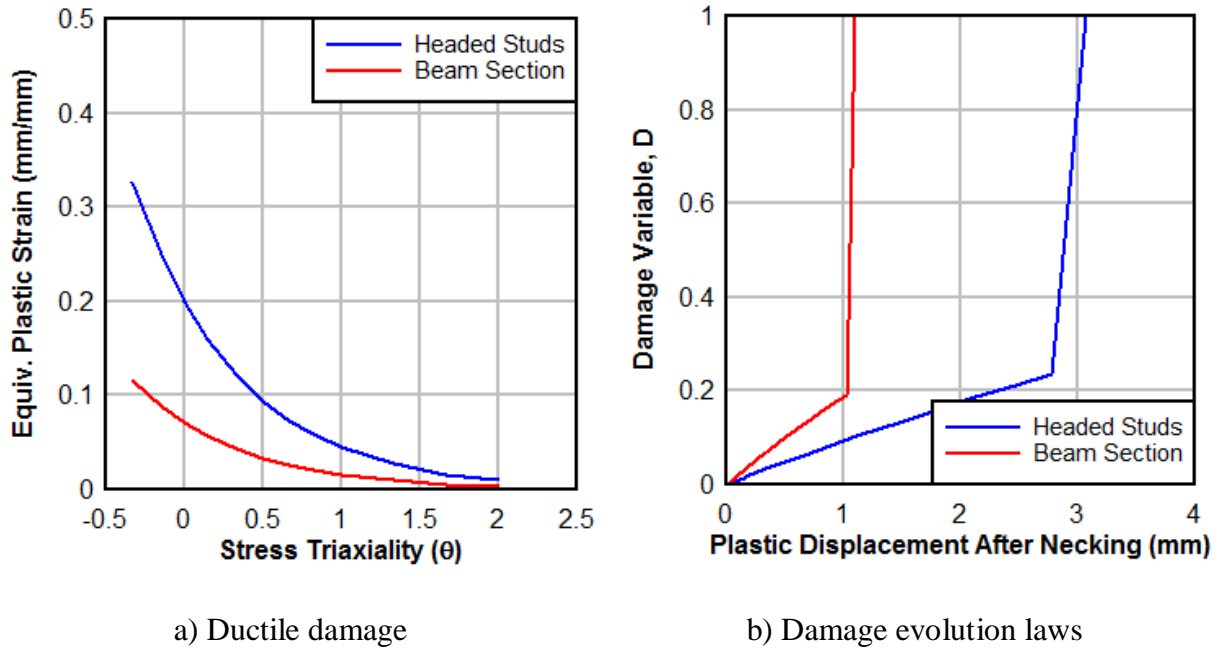 Equiv. Plastic Strain (mm/mm)
0.5
0.4
0.3
0.2
0.1
0
-0.5 0 0.5 1 1.5 2 2.5
Stress Triaxiality (θ)
Headed Studs
Beam Section
a) Ductile damage
Damage Variable, D
1
0.8
0.6
0.4
0.2
0
0 1 2 3 4
Plastic Displacement After Necking (mm)
Headed Studs
Beam Section
b) Damage evolution laws